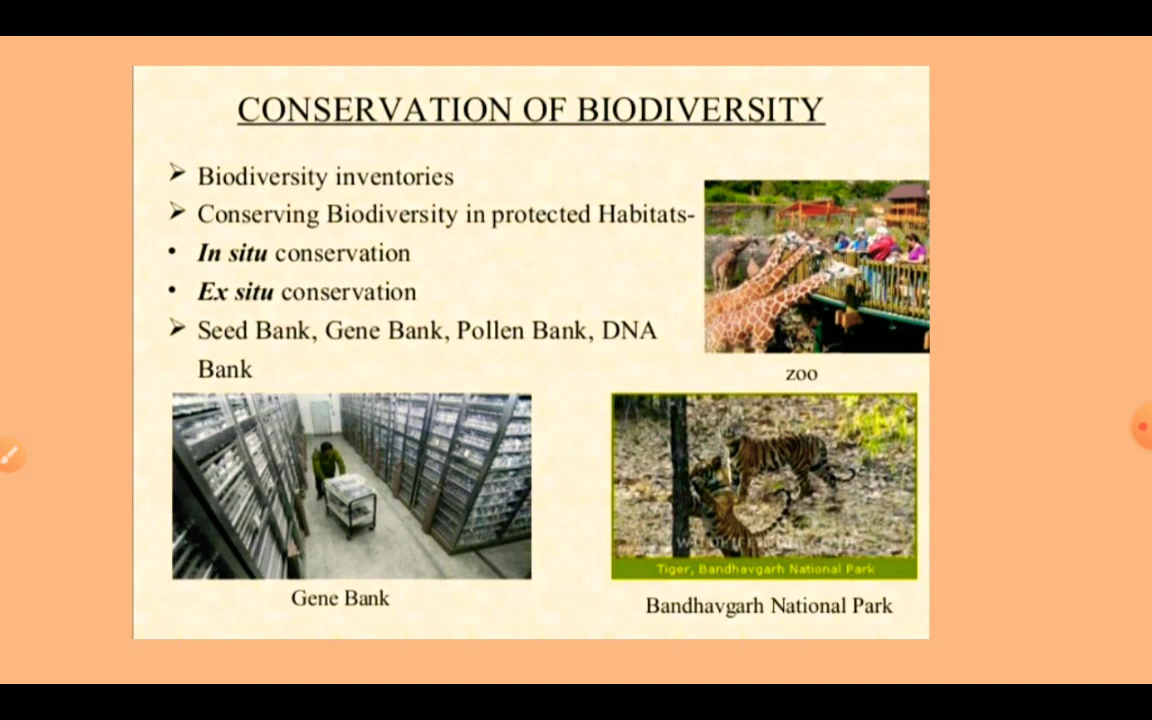 CONSERVATION OF BIODIVERSITY
➢ Biodiversity inventories
➢ Conserving Biodiversity in protected Habitats-
• In situ conservation
• Ex situ conservation
➢ Seed Bank, Gene Bank, Pollen Bank, DNA
Bank
zoo
Tiger, Bandhavgarh National Park
Gene Bank
Bandhavgarh National Park